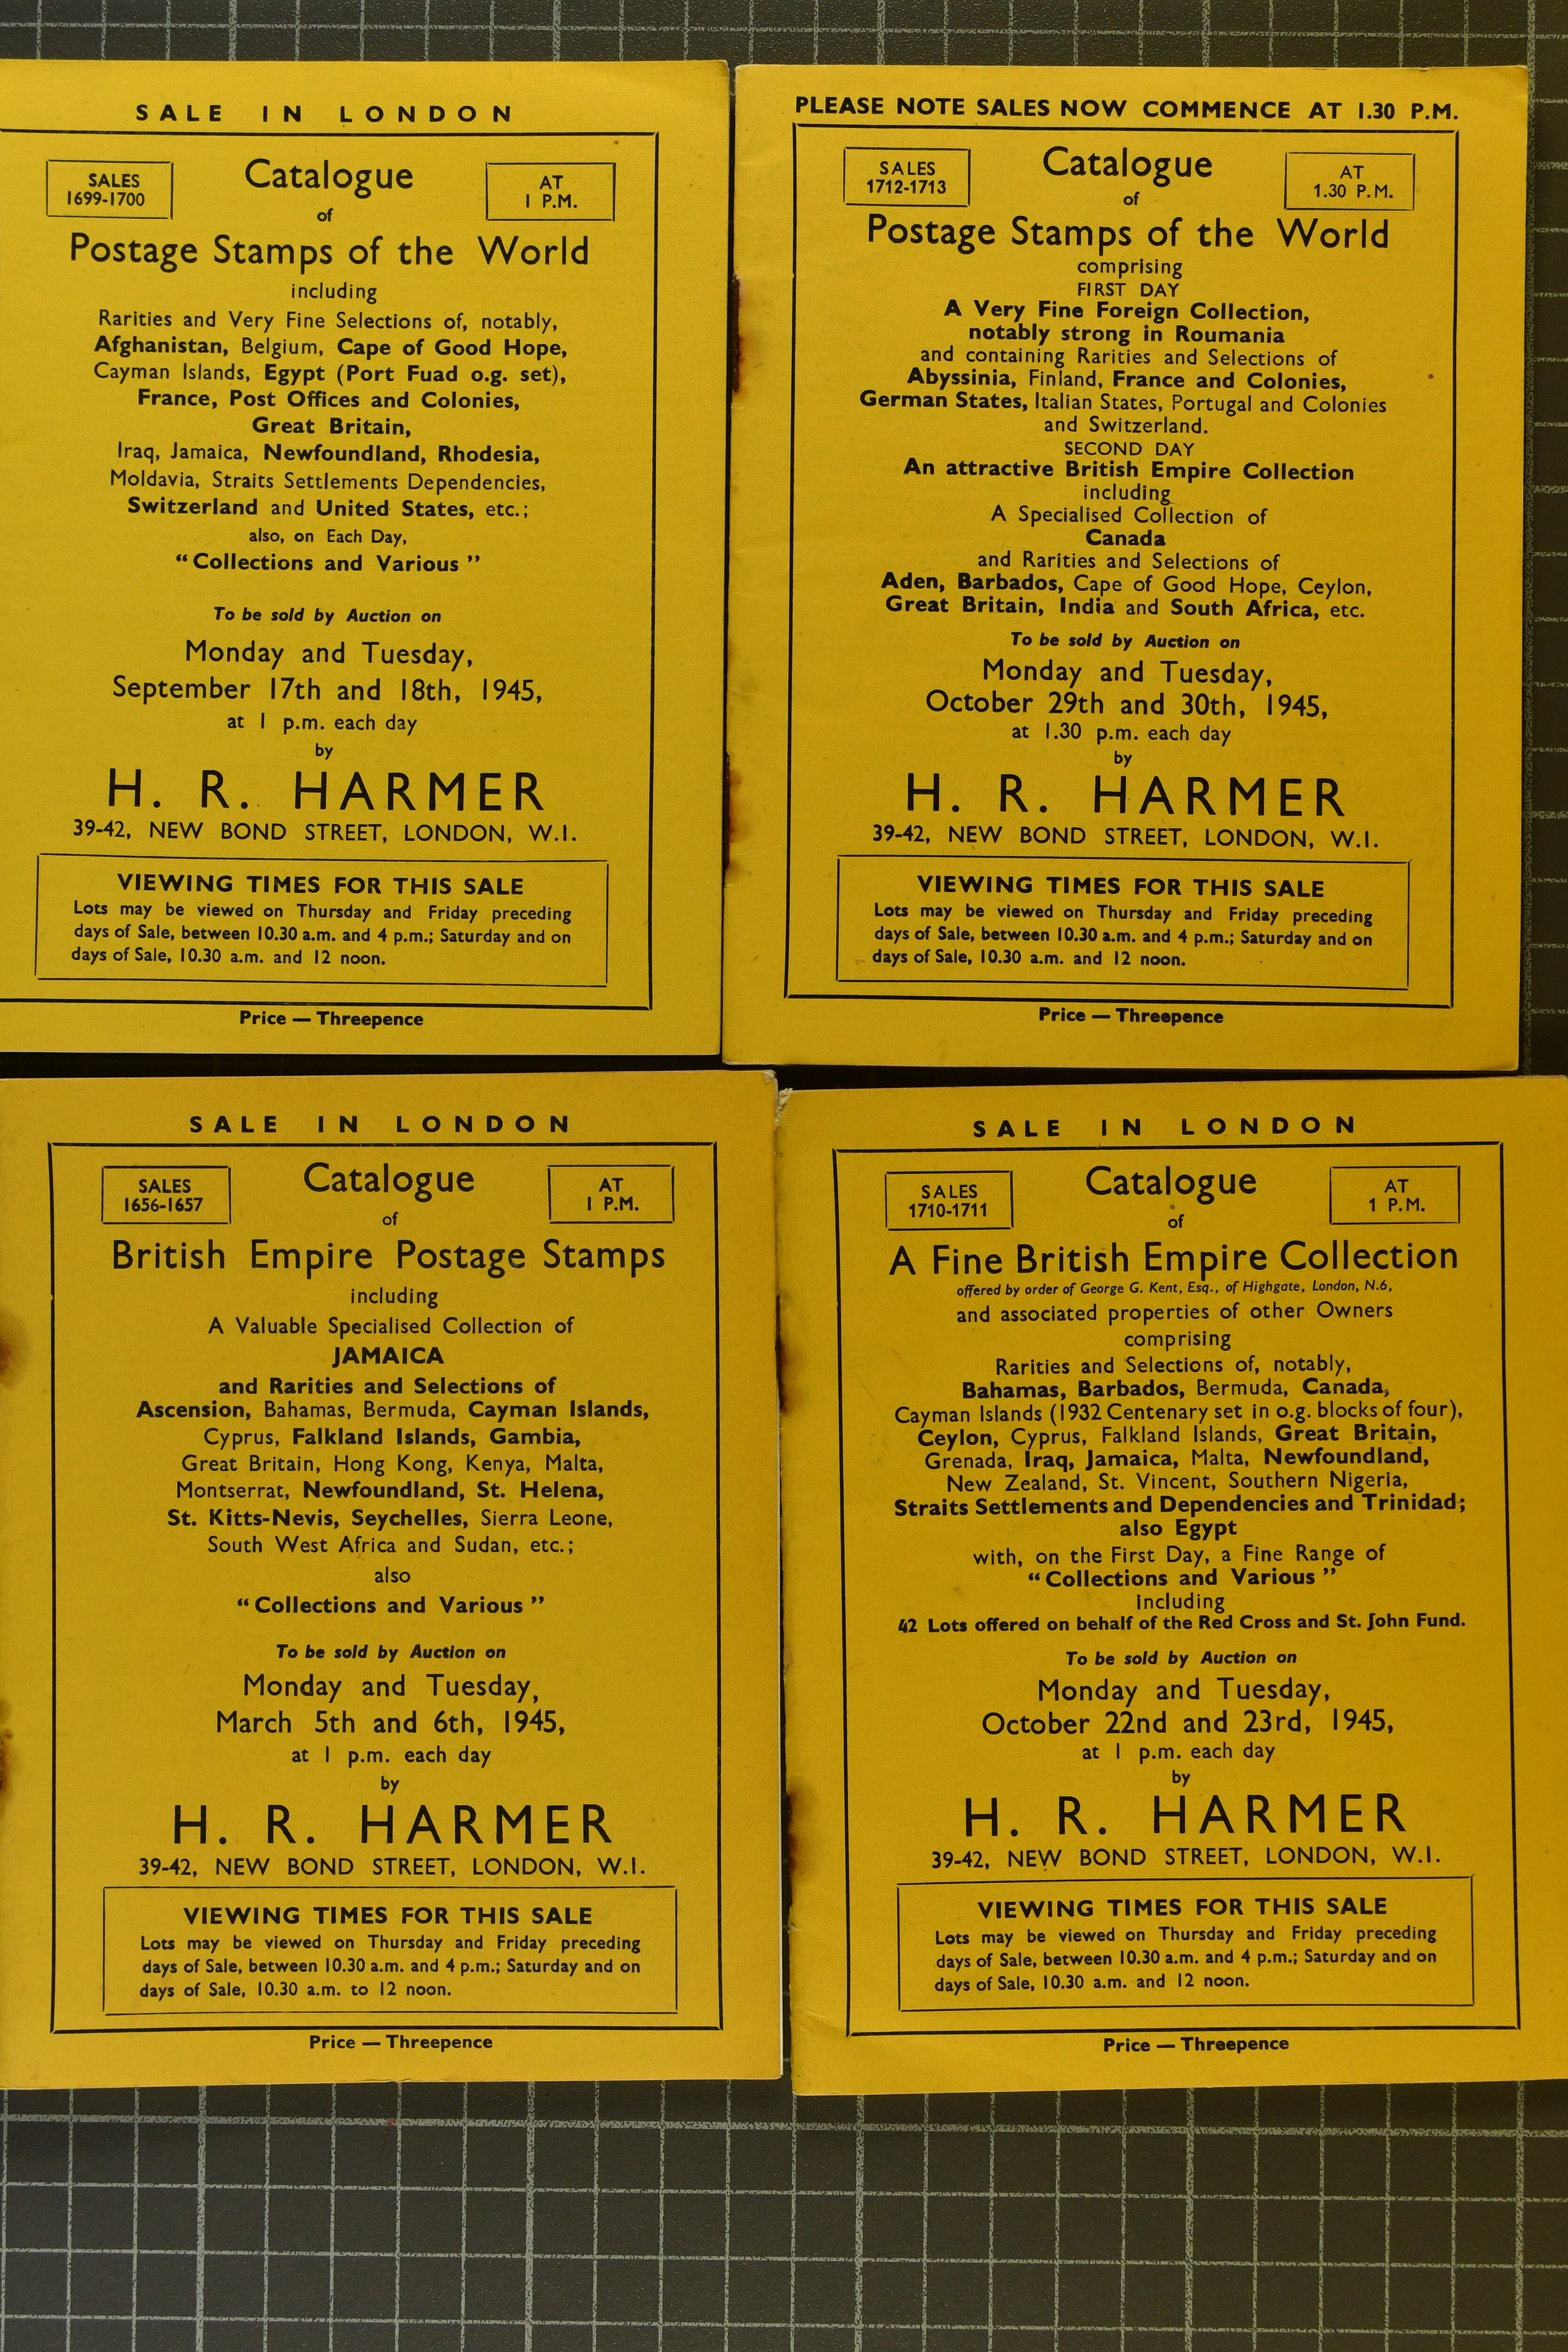 SALE IN LONDON
SALES
1699-1700
Catalogue
AT
1 P.M.
of
Postage Stamps of the World
including
Rarities and Very Fine Selections of, notably,
Afghanistan, Belgium, Cape of Good Hope,
Cayman Islands, Egypt (Port Fuad o.g. set),
France, Post Offices and Colonies,
Great Britain,
Iraq, Jamaica, Newfoundland, Rhodesia,
Moldavia, Straits Settlements Dependencies,
Switzerland and United States, etc.;
also, on Each Day,
“Collections and Various”
To be sold by Auction on
Monday and Tuesday,
September 17th and 18th, 1945,
at 1 p.m. each day
by
H. R. HARMER
39-42, NEW BOND STREET, LONDON, W.I.
VIEWING TIMES FOR THIS SALE
Lots may be viewed on Thursday and Friday preceding
days of Sale, between 10.30 a.m. and 4 p.m.; Saturday and on
days of Sale, 10.30 a.m. and 12 noon.
Price — Threepence
PLEASE NOTE SALES NOW COMMENCE AT 1.30 P.M.
SALES
1712-1713
Catalogue
AT
1.30 P.M.
of
Postage Stamps of the World
comprising
FIRST DAY
A Very Fine Foreign Collection,
notably strong in Roumania
and containing Rarities and Selections of
Abyssinia, Finland, France and Colonies,
German States, Italian States, Portugal and Colonies
and Switzerland.
SECOND DAY
An attractive British Empire Collection
including
A Specialised Collection of
Canada
and Rarities and Selections of
Aden, Barbados, Cape of Good Hope, Ceylon,
Great Britain, India and South Africa, etc.
To be sold by Auction on
Monday and Tuesday,
October 29th and 30th, 1945,
at 1.30 p.m. each day
by
H. R. HARMER
39-42, NEW BOND STREET, LONDON, W.I.
VIEWING TIMES FOR THIS SALE
Lots may be viewed on Thursday and Friday preceding
days of Sale, between 10.30 a.m. and 4 p.m.; Saturday and on
days of Sale, 10.30 a.m. and 12 noon.
Price — Threepence
SALE IN LONDON
SALES
1656-1657
Catalogue
AT
1 P.M.
of
British Empire Postage Stamps
including
A Valuable Specialised Collection of
JAMAICA
and Rarities and Selections of
Ascension, Bahamas, Bermuda, Cayman Islands,
Cyprus, Falkland Islands, Gambia,
Great Britain, Hong Kong, Kenya, Malta,
Montserrat, Newfoundland, St. Helena,
St. Kitts-Nevis, Seychelles, Sierra Leone,
South West Africa and Sudan, etc.;
also
“Collections and Various”
To be sold by Auction on
Monday and Tuesday,
March 5th and 6th, 1945,
at 1 p.m. each day
by
H. R. HARMER
39-42, NEW BOND STREET, LONDON, W.I.
VIEWING TIMES FOR THIS SALE
Lots may be viewed on Thursday and Friday preceding
days of Sale, between 10.30 a.m. and 4 p.m.; Saturday and on
days of Sale, 10.30 a.m. to 12 noon.
Price — Threepence
SALE IN LONDON
SALES
1710-1711
Catalogue
AT
1 P.M.
of
A Fine British Empire Collection
offered by order of George G. Kent, Esq., of Highgate, London, N.6,
and associated properties of other Owners
comprising
Rarities and Selections of, notably,
Bahamas, Barbados, Bermuda, Canada,
Cayman Islands (1932 Centenary set in o.g. blocks of four),
Ceylon, Cyprus, Falkland Islands, Great Britain,
Grenada, Iraq, Jamaica, Malta, Newfoundland,
New Zealand, St. Vincent, Southern Nigeria,
Straits Settlements and Dependencies and Trinidad;
also Egypt
with, on the First Day, a Fine Range of
“Collections and Various”
including
42 Lots offered on behalf of the Red Cross and St. John Fund.
To be sold by Auction on
Monday and Tuesday,
October 22nd and 23rd, 1945,
at 1 p.m. each day
by
H. R. HARMER
39-42, NEW BOND STREET, LONDON, W.I.
VIEWING TIMES FOR THIS SALE
Lots may be viewed on Thursday and Friday preceding
days of Sale, between 10.30 a.m. and 4 p.m.; Saturday and on
days of Sale, 10.30 a.m. and 12 noon.
Price — Threepence